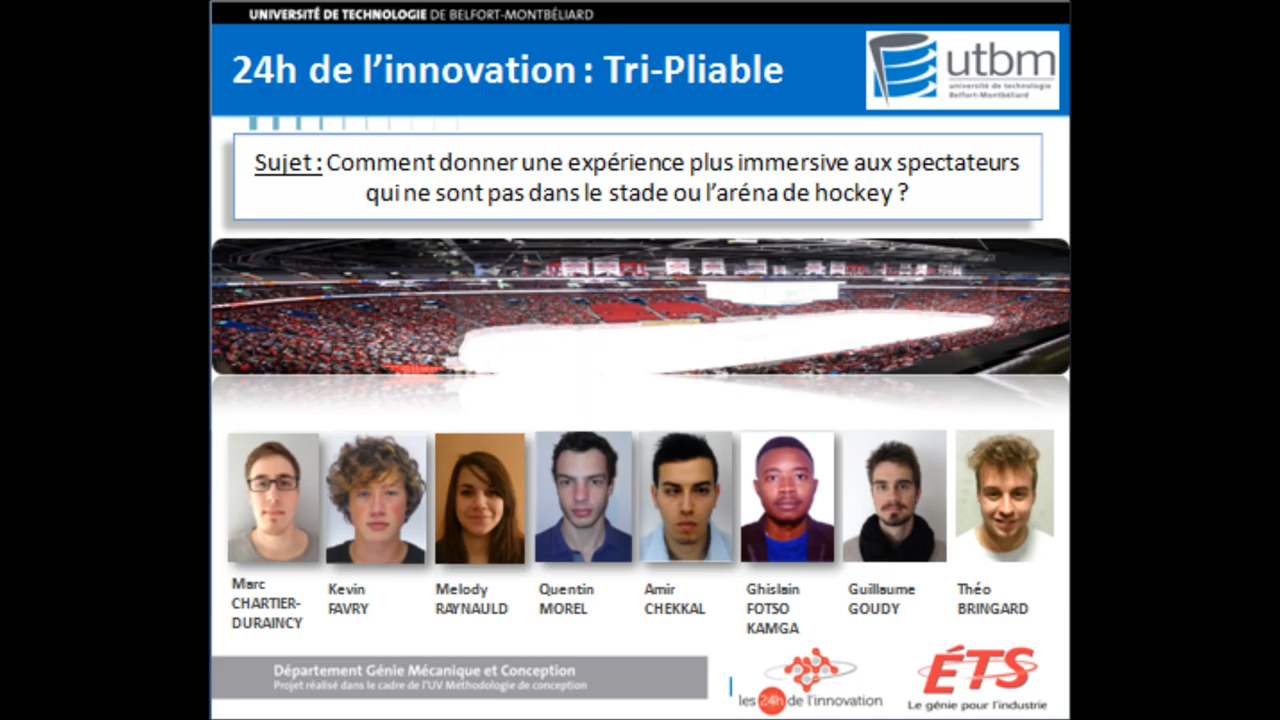 UNIVERSITÉ DE TECHNOLOGIE DE BELFORT-MONTBÉLIARD
24h de l'innovation : Tri-Pliable
utbm
université de technologie
Belfort-Montbéliard
Sujet : Comment donner une expérience plus immersive aux spectateurs
qui ne sont pas dans le stade ou l'aréna de hockey ?
Marc
CHARTIER-
DURAINCY
Kevin
FAVRY
Melody
RAYNAULD
Quentin
MOREL
Amir
CHEKKAL
Ghislain
FOTSO
KAMGA
Guillaume
GOUDY
Théo
BRINGARD
Département Génie Mécanique et Conception
Projet réalisé dans le cadre de l'UV Méthodologie de conception
les 24h de l'innovation
ÉTS
Le génie pour l'industrie